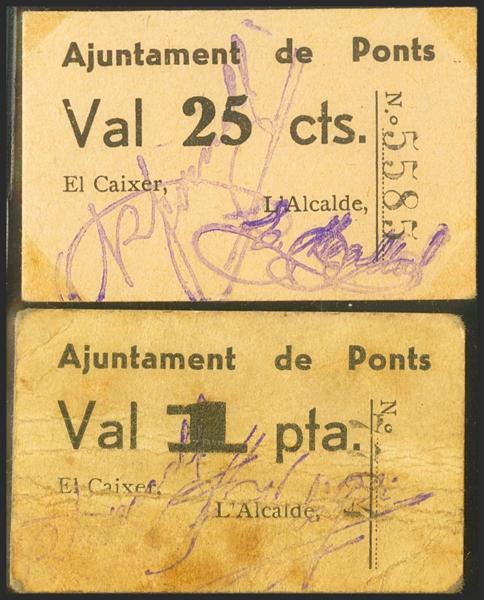 Ajuntament de Ponts
Val 25 cts.
El Caixer,
L'Alcalde,
N.o 5585
Ajuntament de Ponts
Val 1 pta.
El Caixer,
L'Alcalde,
N.o